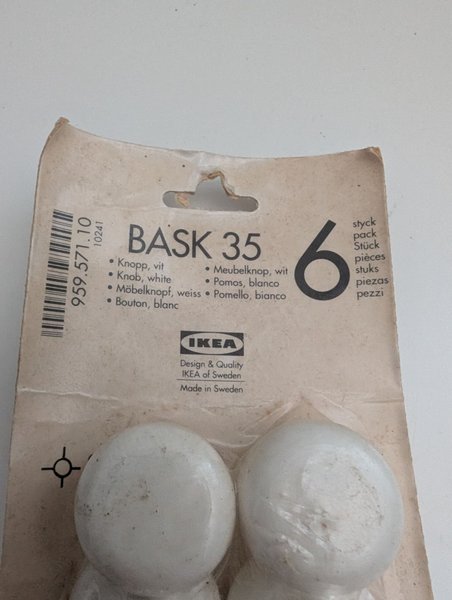 959.571.10
10241
BASK 35
• Knopp, vit
• Knob, white
• Möbelknopf, weiss
• Bouton, blanc
• Meubelknop, wit
• Pomos, blanco
• Pomello, bianco
6
styck
pack
Stück
pièces
stuks
piezas
pezzi
IKEA
Design & Quality
IKEA of Sweden
Made in Sweden